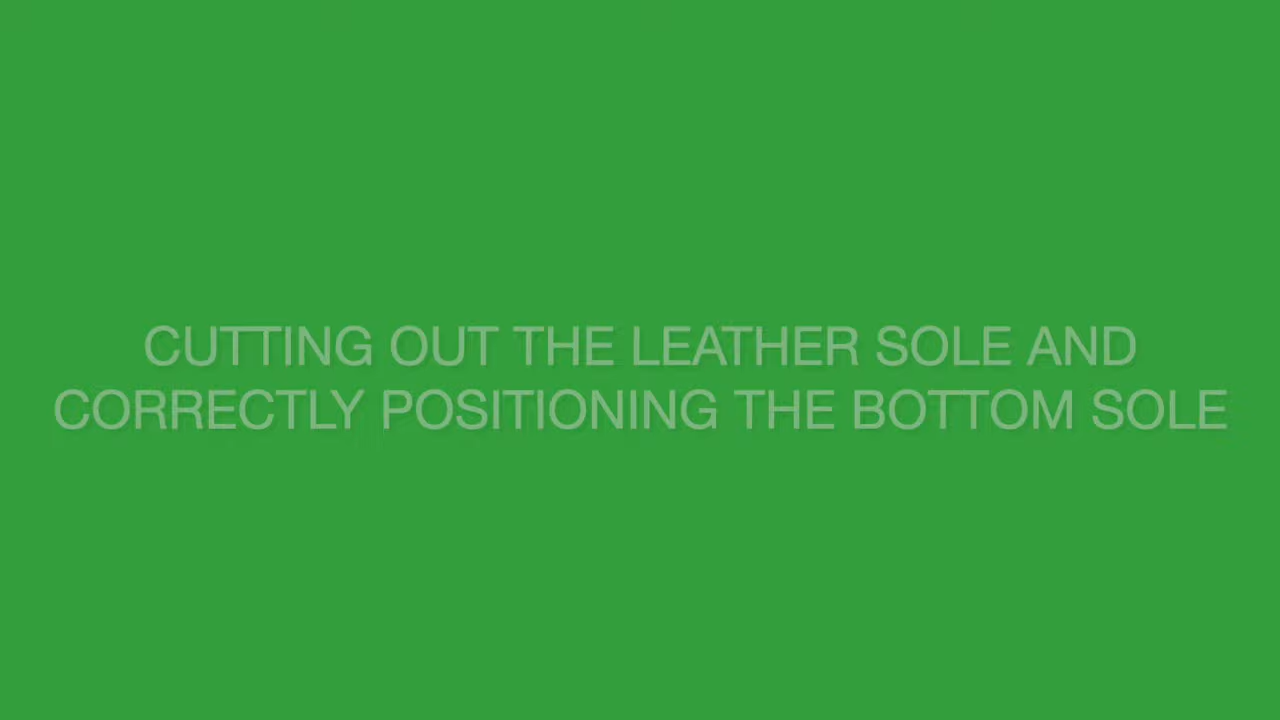 CUTTING OUT THE LEATHER SOLE AND
CORRECTLY POSITIONING THE BOTTOM SOLE